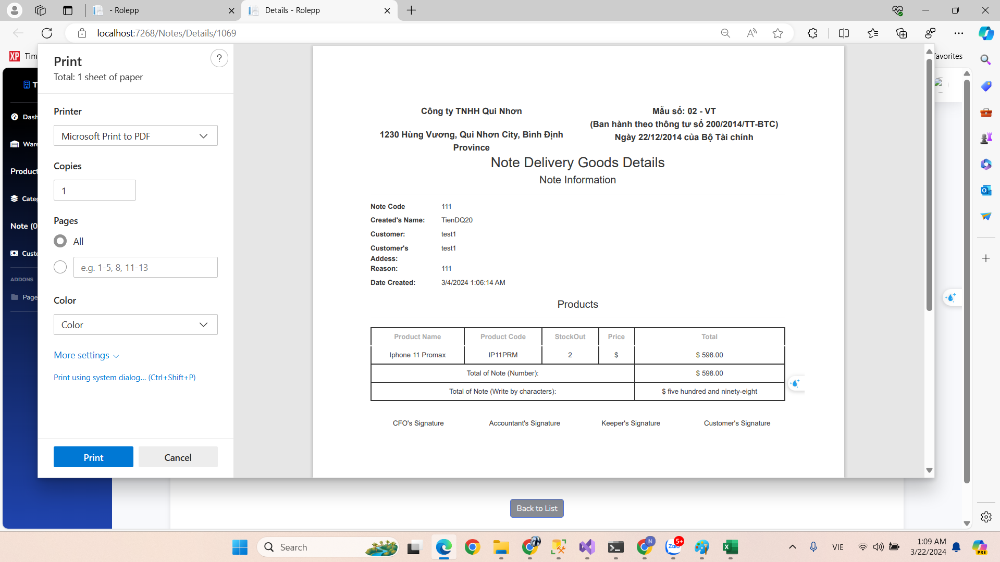 - Rolepp
Details - Rolepp
localhost:7268/Notes/Details/1069
XP Tìm
favorites
T
Dash
Ware
Product
Categ
Note (0
Custo
ADDONS
Page
Print
?
Total: 1 sheet of paper
Printer
Microsoft Print to PDF
Copies
1
Pages
All
e.g. 1-5, 8, 11-13
Color
Color
More settings
Print using system dialog... (Ctrl+Shift+P)
Print
Cancel
Công ty TNHH Qui Nhơn
1230 Hùng Vương, Qui Nhơn City, Bình Định
Province
Mẫu số: 02 - VT
(Ban hành theo thông tư số 200/2014/TT-BTC)
Ngày 22/12/2014 của Bộ Tài chính
Note Delivery Goods Details
Note Information
Note Code 111
Created's Name: TienDQ20
Customer: test1
Customer's test1
Addess:
Reason: 111
Date Created: 3/4/2024 1:06:14 AM
Products
Product Name Product Code StockOut Price Total
Iphone 11 Promax IP11PRM 2 $ $ 598.00
Total of Note (Number): $ 598.00
Total of Note (Write by characters): $ five hundred and ninety-eight
CFO's Signature Accountant's Signature Keeper's Signature Customer's Signature
Back to List
Search
N
Zalo
5+
VIE
1:09 AM
3/22/2024
PRE